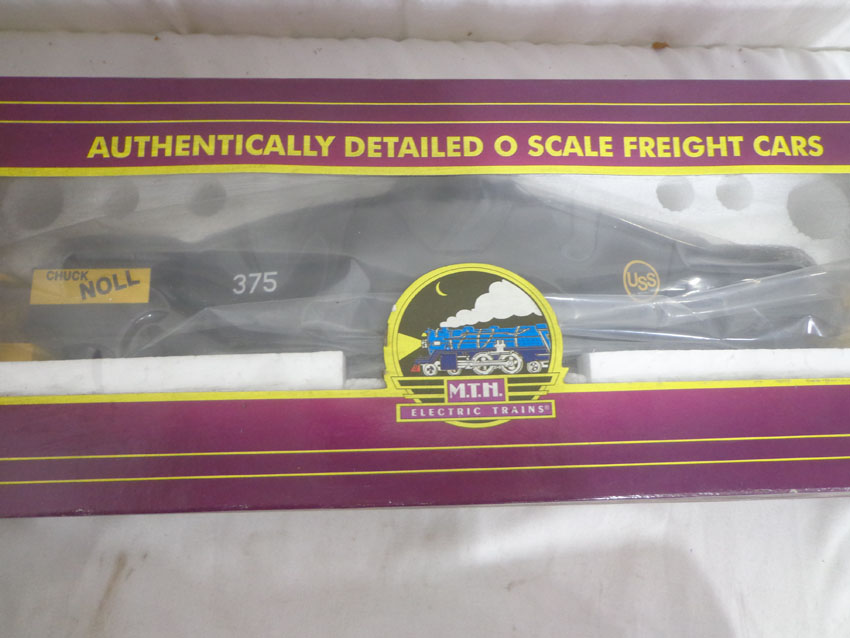 AUTHENTICALLY DETAILED O SCALE FREIGHT CARS
CHUCK
NOLL
375
USS
M.T.H.
ELECTRIC TRAINS®